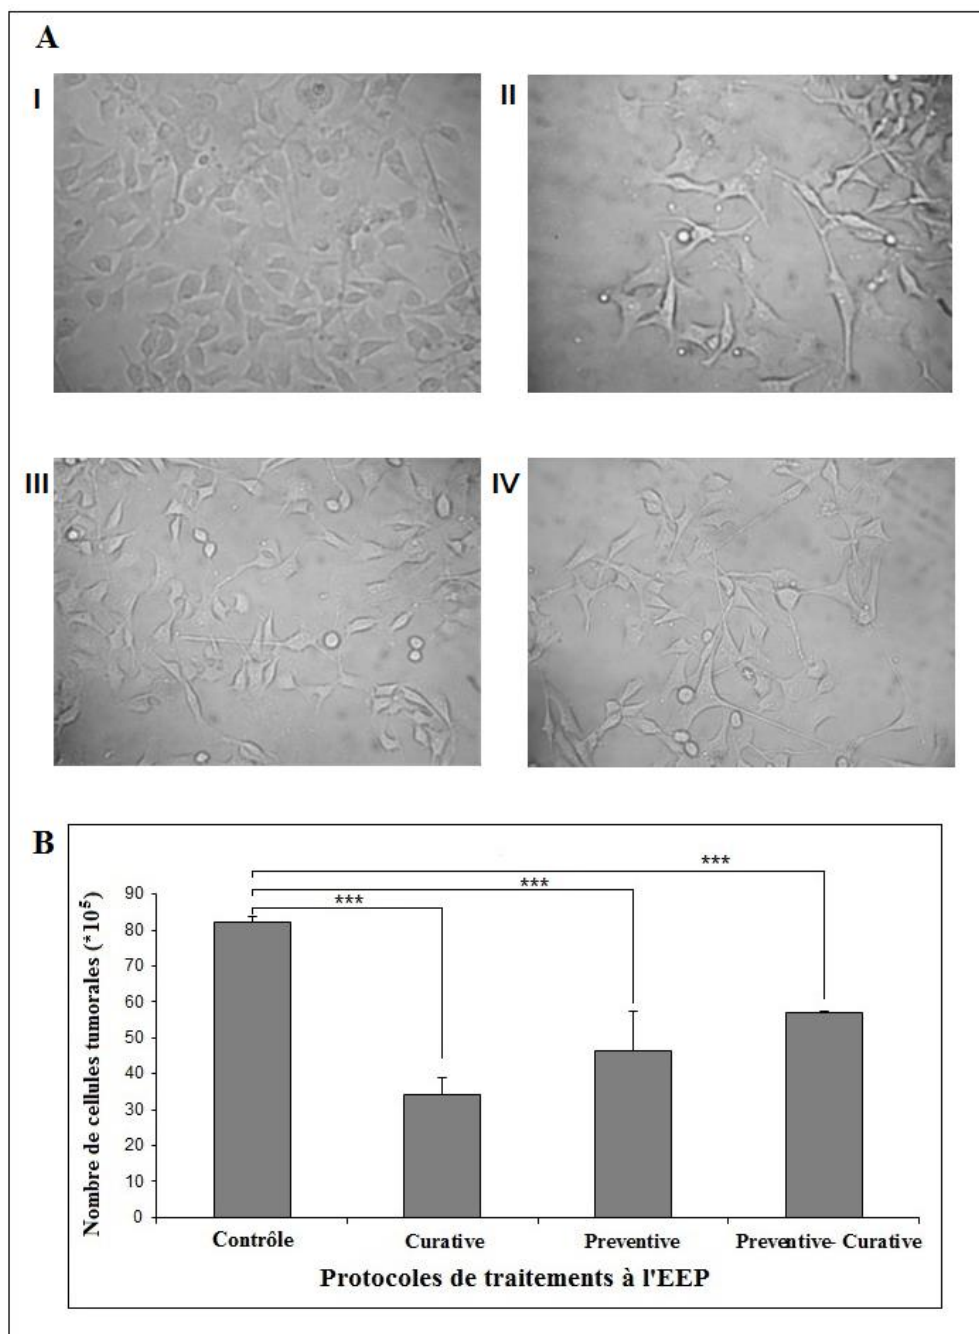 A
I
II
III
IV
B
Nombre de cellules tumorales (*10⁵)
90
80
70
60
50
40
30
20
10
0
***
***
***
Contrôle
Curative
Preventive
Preventive- Curative
Protocoles de traitements à l'EEP